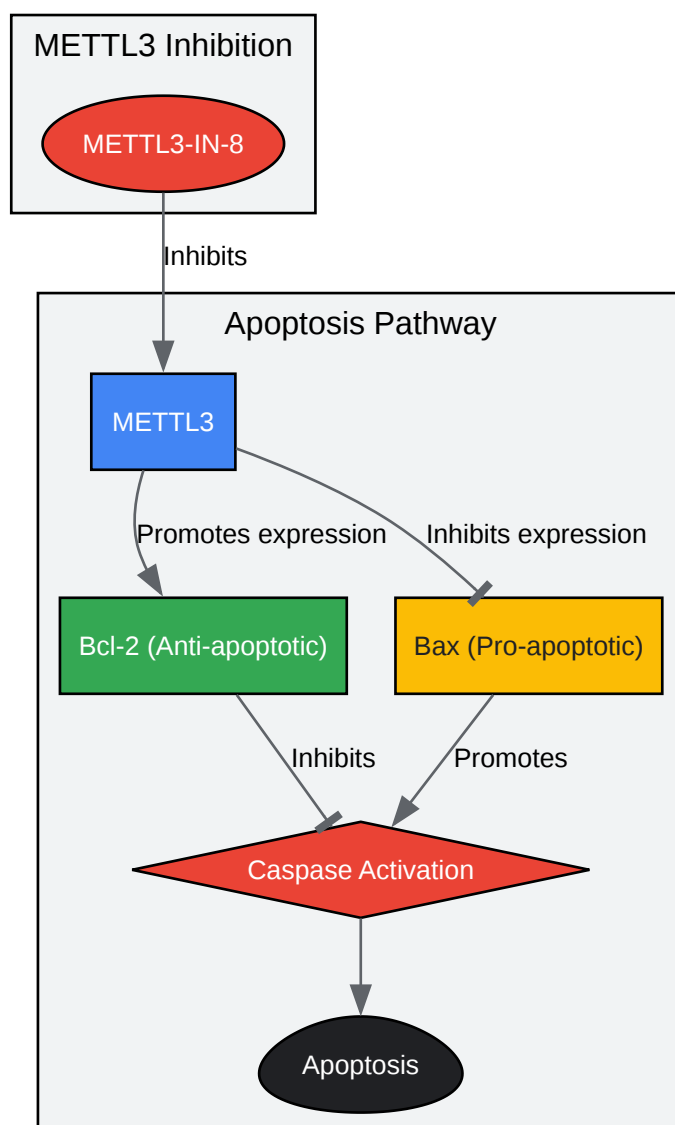 METTL3 Inhibition
METTL3-IN-8
Inhibits
Apoptosis Pathway
METTL3
Promotes expression
Inhibits expression
Bcl-2 (Anti-apoptotic)
Bax (Pro-apoptotic)
Inhibits
Promotes
Caspase Activation
Apoptosis